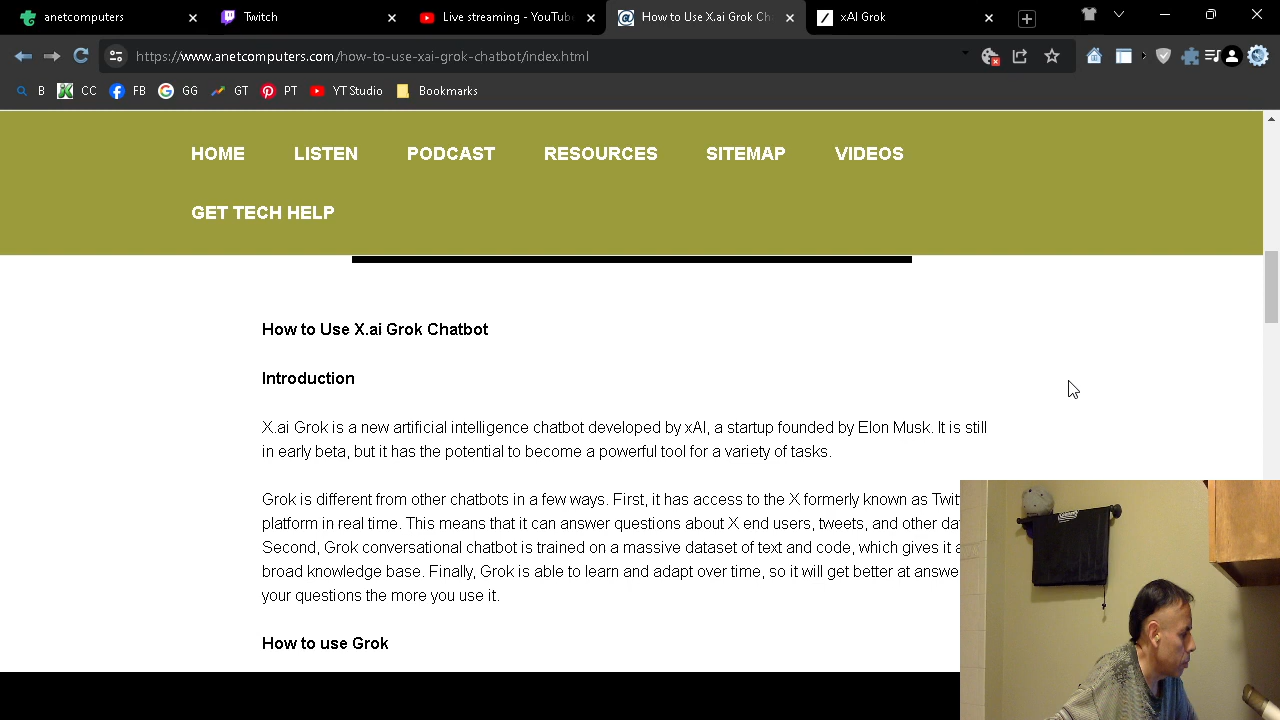 anetcomputers
Twitch
Live streaming - YouTub
How to Use X.ai Grok Ch
xAI Grok
https://www.anetcomputers.com/how-to-use-xai-grok-chatbot/index.html
B CC FB GG GT PT YT Studio Bookmarks
HOME LISTEN PODCAST RESOURCES SITEMAP VIDEOS
GET TECH HELP
How to Use X.ai Grok Chatbot
Introduction
X.ai Grok is a new artificial intelligence chatbot developed by xAI, a startup founded by Elon Musk. It is still
in early beta, but it has the potential to become a powerful tool for a variety of tasks.
Grok is different from other chatbots in a few ways. First, it has access to the X formerly known as Twit
platform in real time. This means that it can answer questions about X end users, tweets, and other da
Second, Grok conversational chatbot is trained on a massive dataset of text and code, which gives it a
broad knowledge base. Finally, Grok is able to learn and adapt over time, so it will get better at answe
your questions the more you use it.
How to use Grok